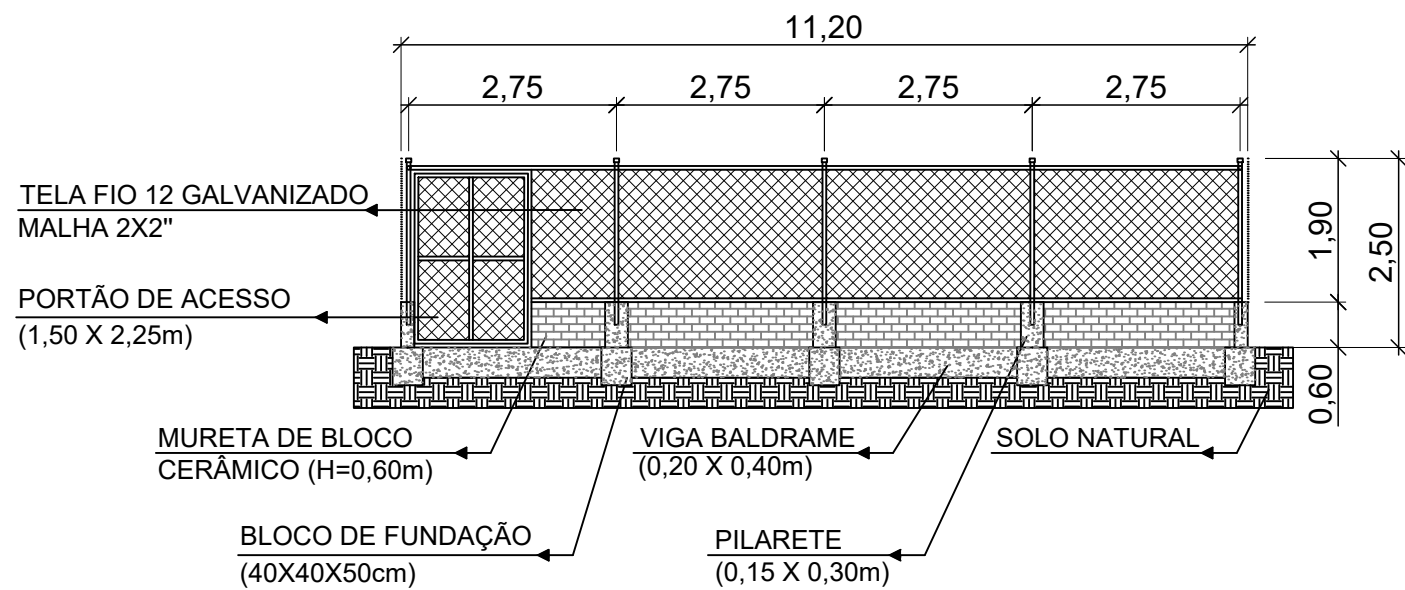 11,20
2,75 2,75 2,75 2,75
TELA FIO 12 GALVANIZADO
MALHA 2X2"
PORTÃO DE ACESSO
(1,50 X 2,25m)
1,90
2,50
0,60
MURETA DE BLOCO
CERÂMICO (H=0,60m)
VIGA BALDRAME
(0,20 X 0,40m)
SOLO NATURAL
BLOCO DE FUNDAÇÃO
(40X40X50cm)
PILARETE
(0,15 X 0,30m)